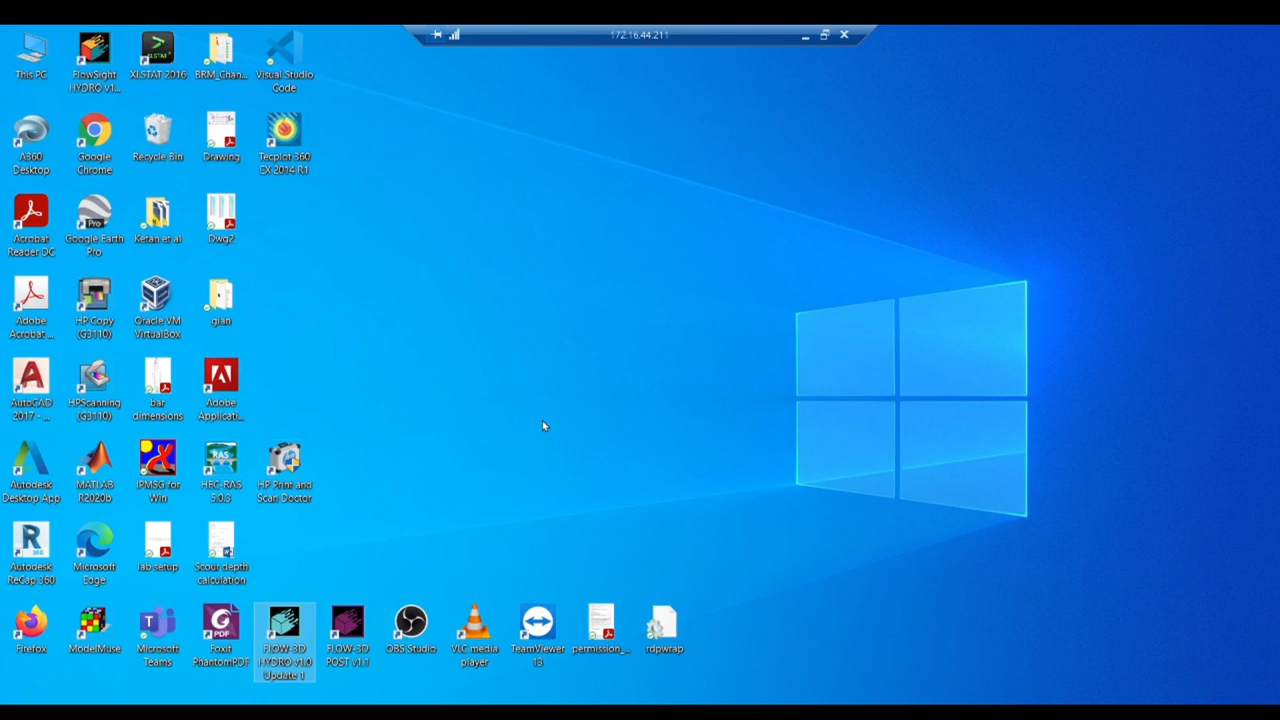 172.16.44.211
This PC
FlowSight
HYDRO v1...
XLSTAT 2016
BRM_Chan...
Visual Studio
Code
A360
Desktop
Google
Chrome
Recycle Bin
Drawing
Tecplot 360
EX 2014 R1
Acrobat
Reader DC
Google Earth
Pro
Ketan et al
Dwg2
Adobe
Acrobat ...
HP Copy
(G3110)
Oracle VM
VirtualBox
gian
AutoCAD
2017 - ...
HPScanning
(G3110)
bar
dimensions
Adobe
Applicati...
Autodesk
Desktop App
MATLAB
R2020b
IPMSG for
Win
HEC-RAS
5.0.3
HP Print and
Scan Doctor
Autodesk
ReCap 360
Microsoft
Edge
lab setup
Scour depth
calculation
Firefox
ModelMuse
Microsoft
Teams
Foxit
PhantomPDF
FLOW-3D
HYDRO v1.0
Update 1
FLOW-3D
POST v1.1
OBS Studio
VLC media
player
TeamViewer
13
permission_...
rdpwrap